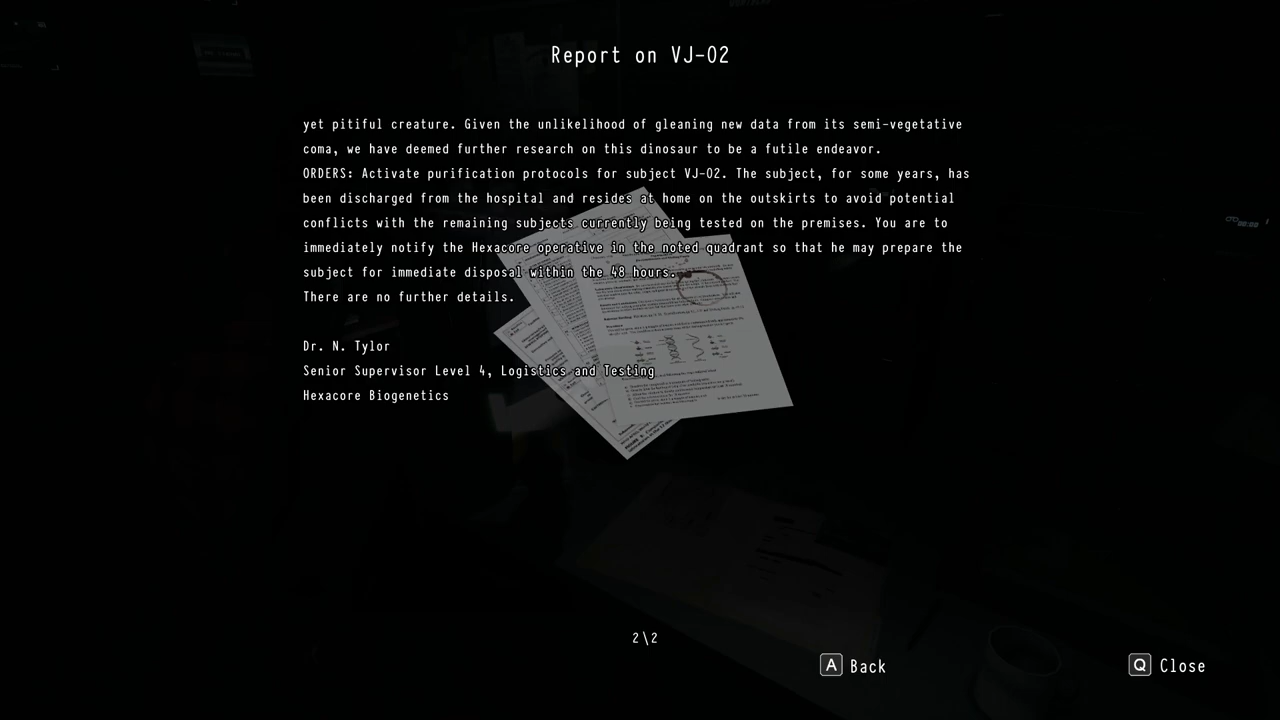 Report on VJ-02
yet pitiful creature. Given the unlikelihood of gleaning new data from its semi-vegetative
coma, we have deemed further research on this dinosaur to be a futile endeavor.
ORDERS: Activate purification protocols for subject VJ-02. The subject, for some years, has
been discharged from the hospital and resides at home on the outskirts to avoid potential
conflicts with the remaining subjects currently being tested on the premises. You are to
immediately notify the Hexacore operative in the noted quadrant so that he may prepare the
subject for immediate disposal within the 48 hours.
There are no further details.
Dr. N. Tylor
Senior Supervisor Level 4, Logistics and Testing
Hexacore Biogenetics
2\2
A Back
Q Close